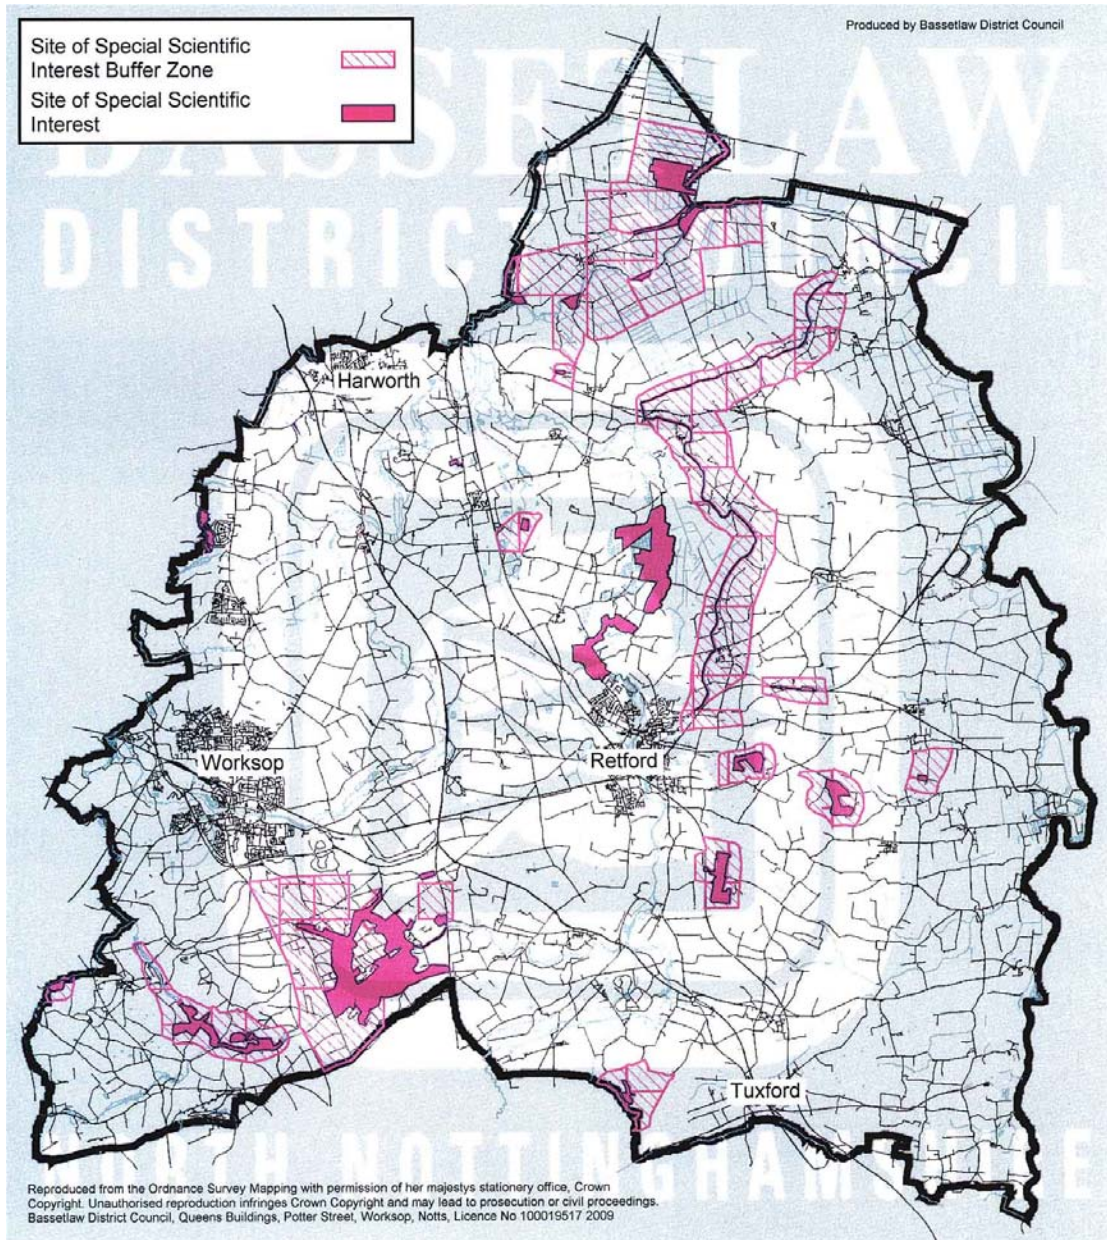 Produced by Bassetlaw District Council
Site of Special Scientific
Interest Buffer Zone
Site of Special Scientific
Interest
BASSETLAW
DISTRICT COUNCIL
Harworth
Worksop
Retford
Tuxford
NORTH NOTTINGHAMSHIRE
Reproduced from the Ordnance Survey Mapping with permission of her majestys stationery office, Crown
Copyright. Unauthorised reproduction infringes Crown Copyright and may lead to prosecution or civil proceedings.
Bassetlaw District Council, Queens Buildings, Potter Street, Worksop, Notts, Licence No 100019517 2009